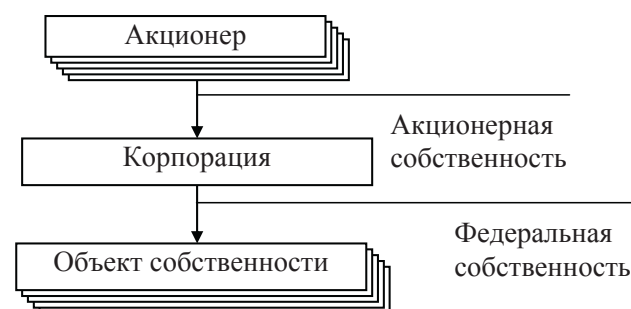 Акционер
Акционерная
собственность
Корпорация
Федеральная
собственность
Объект собственности